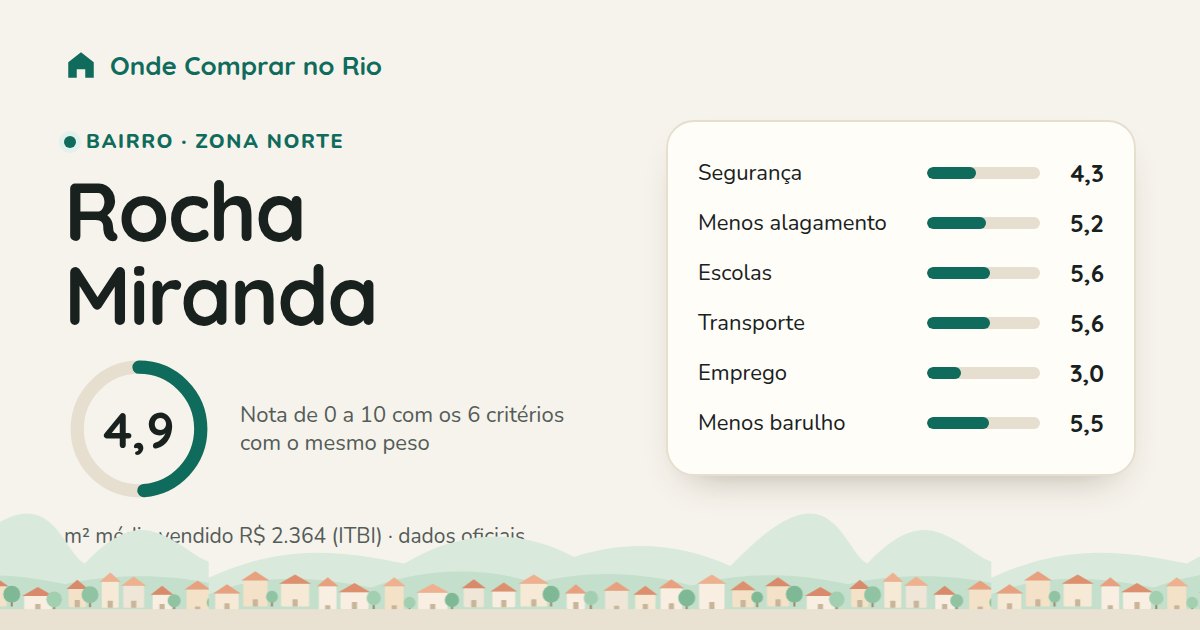 Onde Comprar no Rio
BAIRRO · ZONA NORTE
Rocha
Miranda
4,9
Nota de 0 a 10 com os 6 critérios
com o mesmo peso
m² médio vendido R$ 2.364 (ITBI) · dados oficiais
Segurança 4,3
Menos alagamento 5,2
Escolas 5,6
Transporte 5,6
Emprego 3,0
Menos barulho 5,5